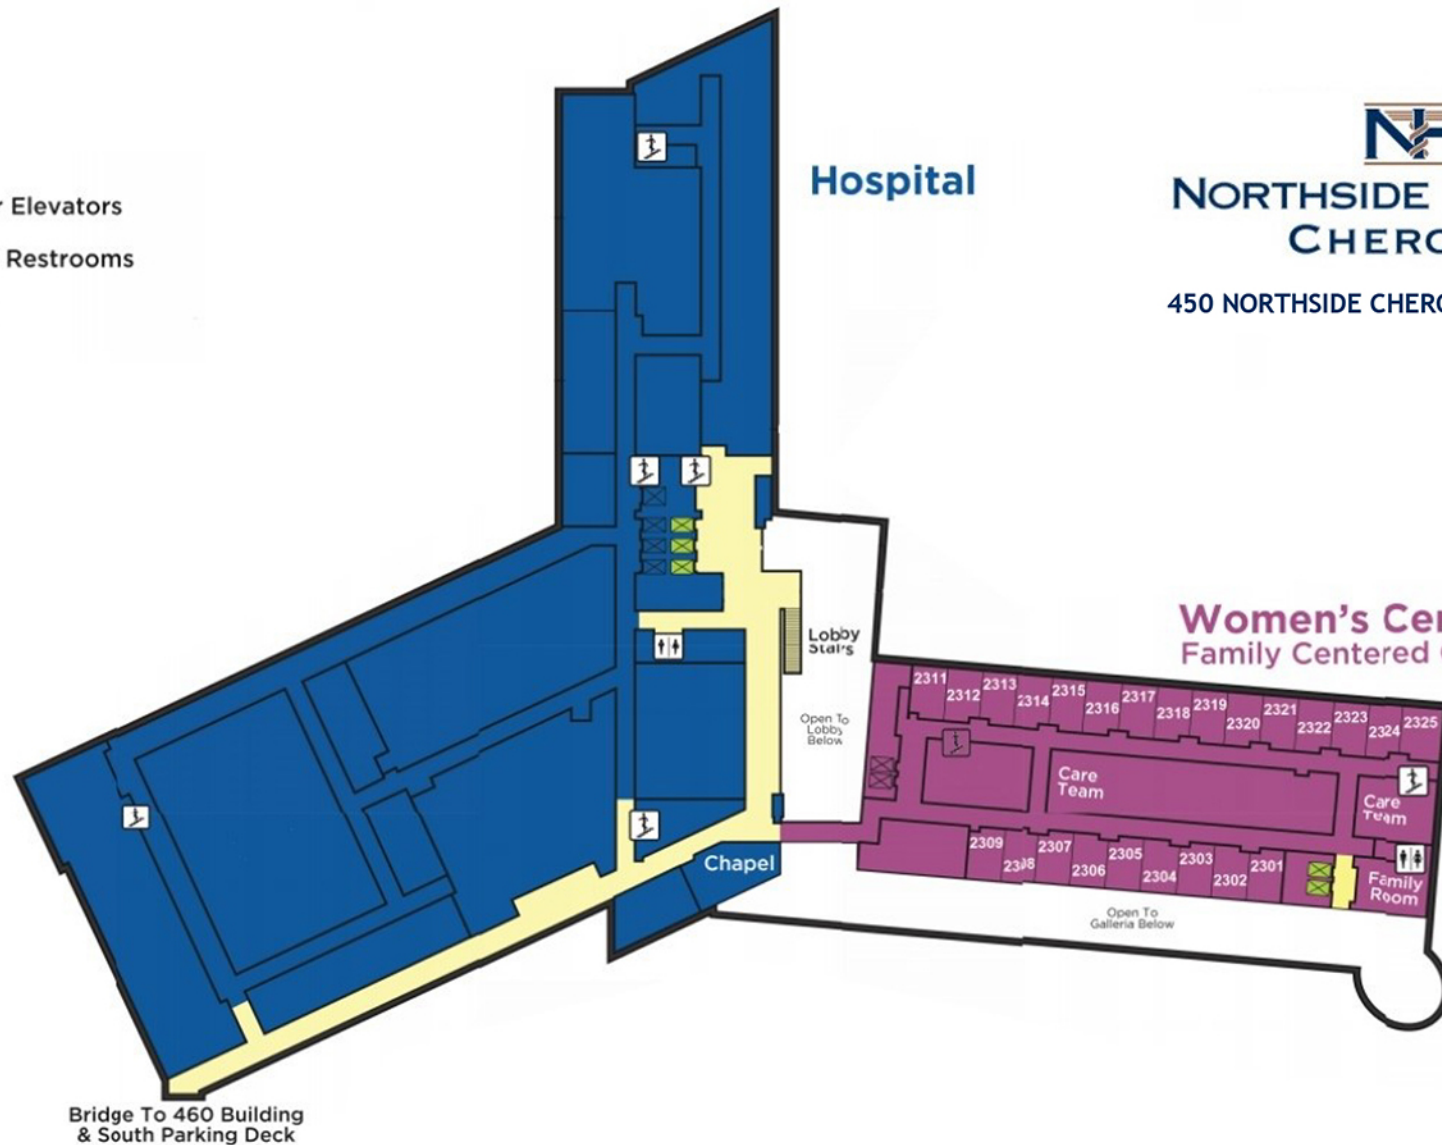 Elevators
Restrooms
Hospital
NORTHSIDE
CHERO
450 NORTHSIDE CHERO
Lobby
Stairs
Open To
Lobby
Below
Women's Cen
Family Centered
2311
2312
2313
2314
2315
2316
2317
2318
2319
2320
2321
2322
2323
2324
2325
Care
Team
Care
Team
2309
2308
2307
2306
2305
2304
2303
2302
2301
Family
Room
Chapel
Open To
Galleria Below
Bridge To 460 Building
& South Parking Deck